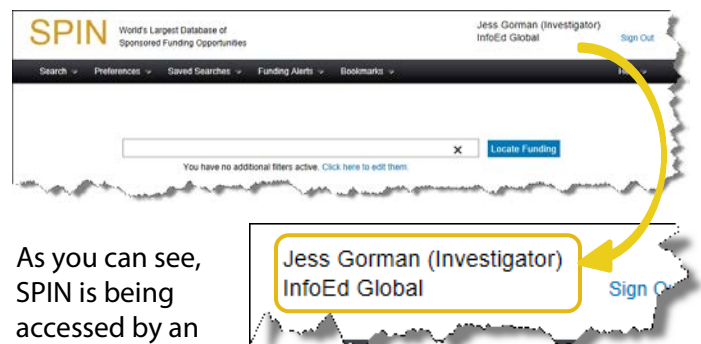 SPIN World's Largest Database of
Sponsored Funding Opportunities
Jess Gorman (Investigator)
InfoEd Global
Sign Out
Search Preferences Saved Searches Funding Alerts Bookmarks
× Locate Funding
You have no additional filters active. Click here to edit them.
As you can see,
SPIN is being
accessed by an
Jess Gorman (Investigator)
InfoEd Global
Sign